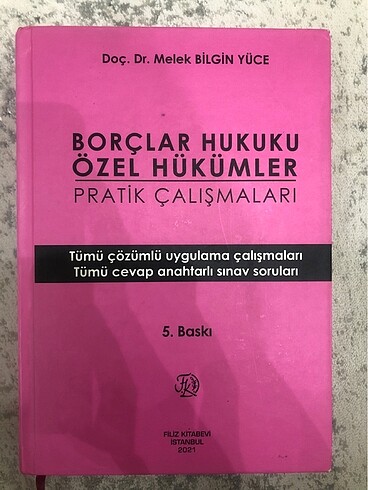 Doç. Dr. Melek BİLGİN YÜCE
BORÇLAR HUKUKU
ÖZEL HÜKÜMLER
PRATİK ÇALIŞMALARI
Tümü çözümlü uygulama çalışmaları
Tümü cevap anahtarlı sınav soruları
5. Baskı
FİLİZ KİTABEVİ
İSTANBUL
2021